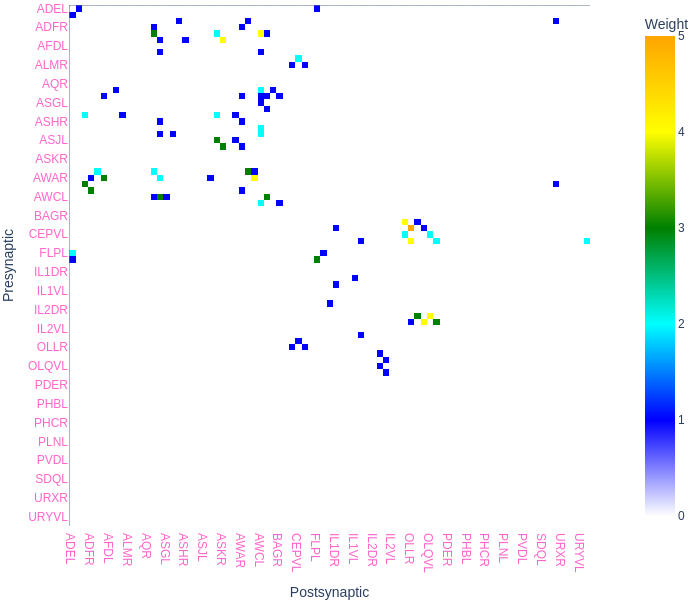 Weight
5
4
3
2
1
0
Presynaptic
ADEL
ADFR
AFDL
ALMR
AQR
ASGL
ASHR
ASJL
ASKR
AWAR
AWCL
BAGR
CEPVL
FLPL
IL1DR
IL1VL
IL2DR
IL2VL
OLLR
OLQVL
PDER
PHBL
PHCR
PLNL
PVDL
SDQL
URXR
URYVL
ADEL
ADFR
AFDL
ALMR
AQR
ASGL
ASHR
ASJL
ASKR
AWAR
AWCL
BAGR
CEPVL
FLPL
IL1DR
IL1VL
IL2DR
IL2VL
OLLR
OLQVL
PDER
PHBL
PHCR
PLNL
PVDL
SDQL
URXR
URYVL
Postsynaptic